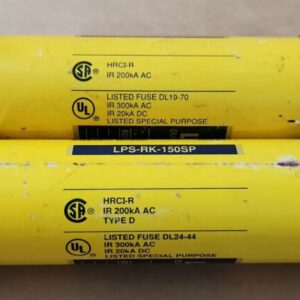 HRCI-R
IR 200kA AC
LISTED FUSE DL19-70
IR 300kA AC
IR 20kA DC
LISTED SPECIAL PURPOSE
LPS-RK-150SP
HRCI-R
IR 200kA AC
TYPE D
LISTED FUSE DL24-44
IR 300kA AC
IR 20kA DC
LISTED SPECIAL PURPOSE